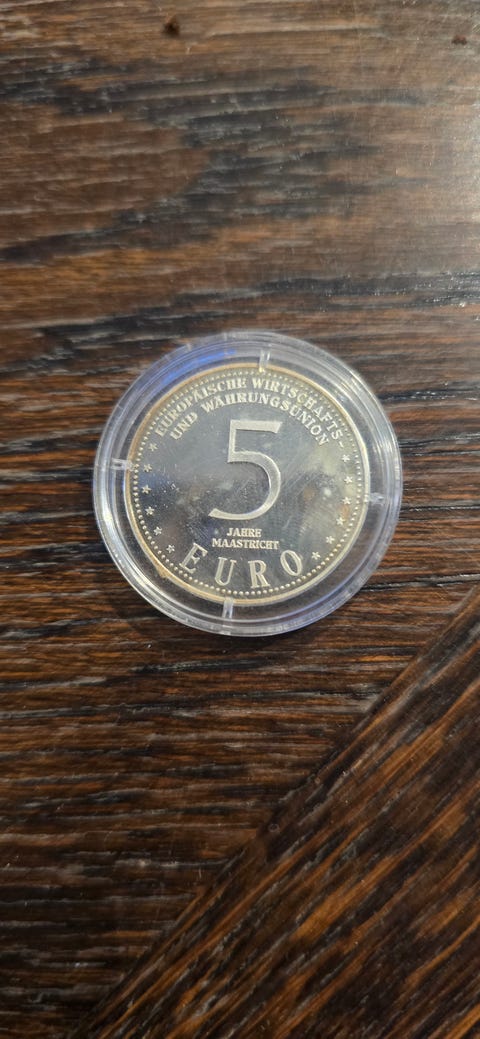 EUROPÄISCHE WIRTSCHAFTS-
UND WÄHRUNGSUNION
5
JAHRE
MAASTRICHT
EURO